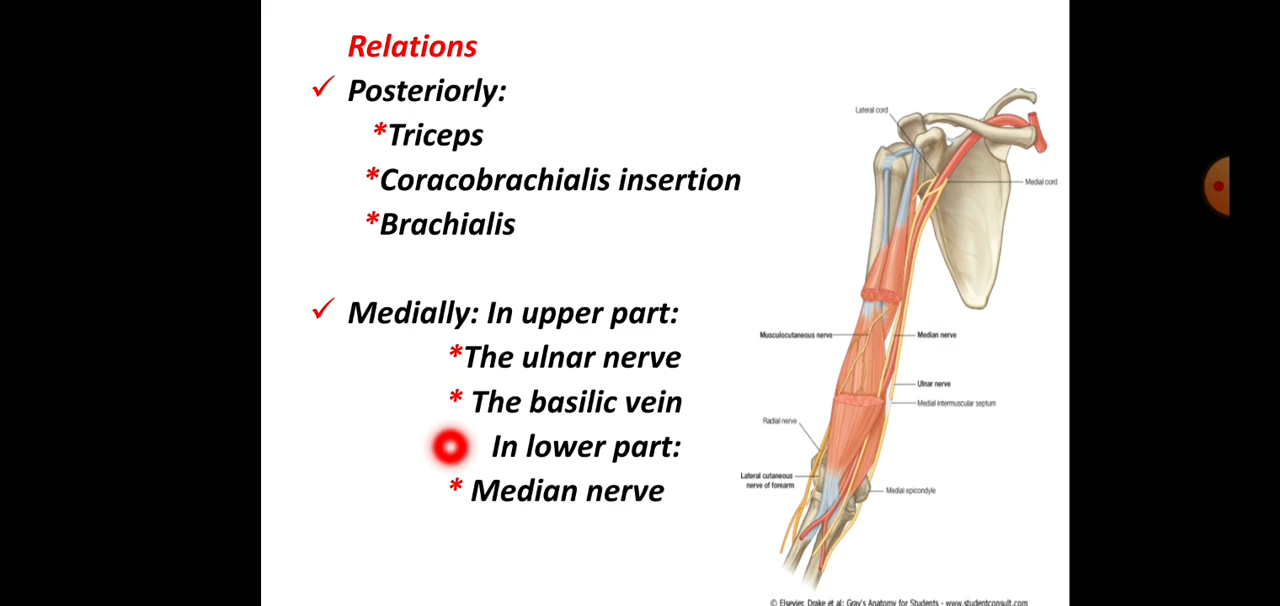 Relations
✓ Posteriorly:
*Triceps
*Coracobrachialis insertion
*Brachialis
✓ Medially: In upper part:
*The ulnar nerve
* The basilic vein
In lower part:
* Median nerve
Lateral cord
Medial cord
Musculocutaneous nerve
Median nerve
Ulnar nerve
Medial intermuscular septum
Radial nerve
Lateral cutaneous
nerve of forearm
Medial epicondyle
© Elsevier, Drake et al: Gray's Anatomy for Students - www.studentconsult.com